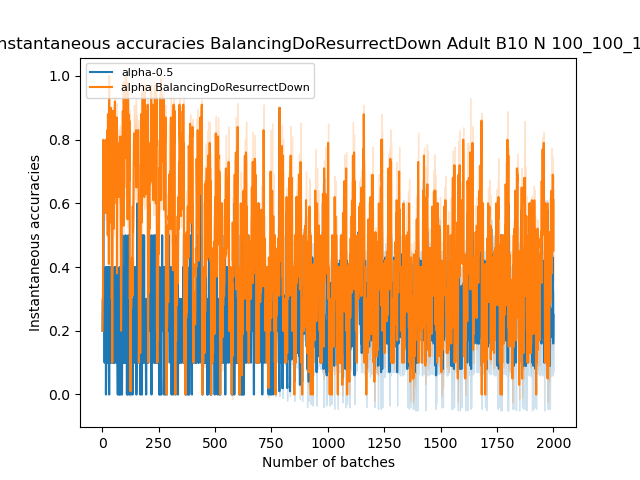 nstantaneous accuracies BalancingDoResurrectDown Adult B10 N 100_100_1
alpha-0.5
alpha BalancingDoResurrectDown
Instantaneous accuracies
1.0
0.8
0.6
0.4
0.2
0.0
0 250 500 750 1000 1250 1500 1750 2000
Number of batches